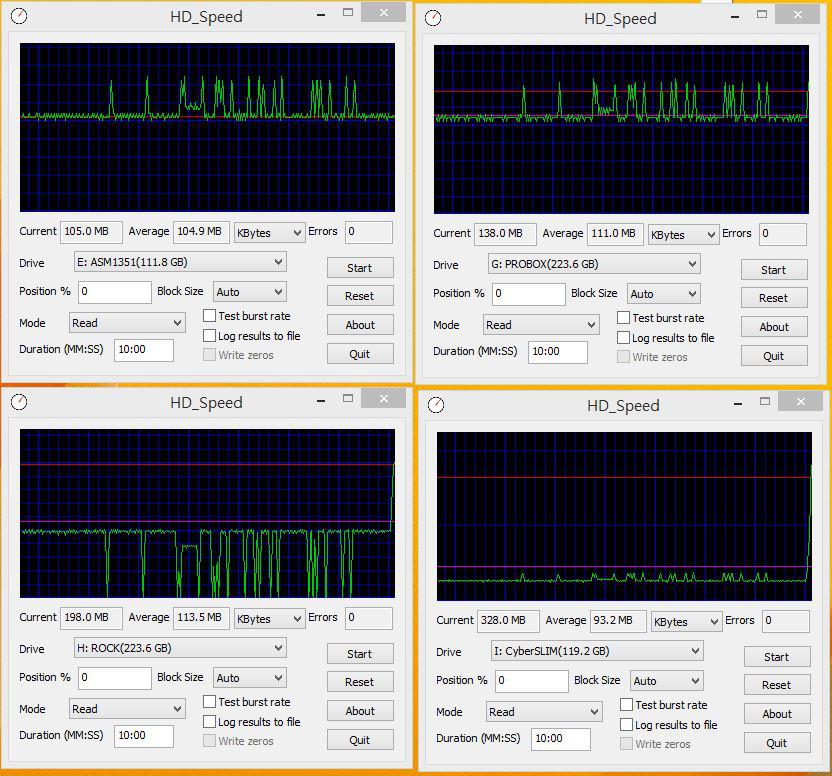 HD_Speed
Current 105.0 MB Average 104.9 MB KBytes Errors 0
Drive E: ASM1351(111.8 GB)
Start
Position % 0 Block Size Auto
Reset
Mode Read
Test burst rate
About
Log results to file
Duration (MM:SS) 10:00
Write zeros
Quit
HD_Speed
Current 138.0 MB Average 111.0 MB KBytes Errors 0
Drive G: PROBOX(223.6 GB)
Start
Position % 0 Block Size Auto
Reset
Mode Read
Test burst rate
About
Log results to file
Duration (MM:SS) 10:00
Write zeros
Quit
HD_Speed
Current 198.0 MB Average 113.5 MB KBytes Errors 0
Drive H: ROCK(223.6 GB)
Start
Position % 0 Block Size Auto
Reset
Mode Read
Test burst rate
About
Log results to file
Duration (MM:SS) 10:00
Write zeros
Quit
HD_Speed
Current 328.0 MB Average 93.2 MB KBytes Errors 0
Drive I: CyberSLIM(119.2 GB)
Start
Position % 0 Block Size Auto
Reset
Mode Read
Test burst rate
About
Log results to file
Duration (MM:SS) 10:00
Write zeros
Quit